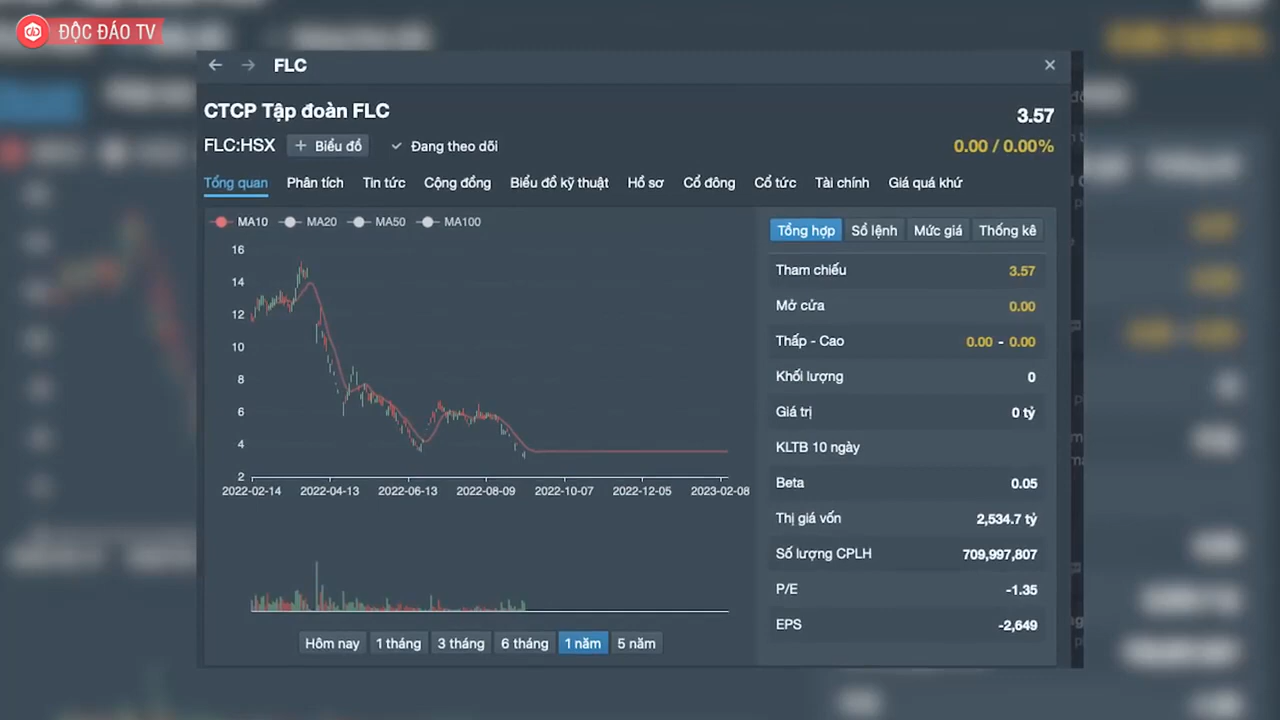 ĐỘC ĐÁO TV
FLC
CTCP Tập đoàn FLC
3.57
FLC:HSX
Biểu đồ
Đang theo dõi
0.00 / 0.00%
Tổng quan Phân tích Tin tức Cộng đồng Biểu đồ kỹ thuật Hồ sơ Cổ đông Cổ tức Tài chính Giá quá khứ
MA10 MA20 MA50 MA100
16
14
12
10
8
6
4
2
2022-02-14 2022-04-13 2022-06-13 2022-08-09 2022-10-07 2022-12-05 2023-02-08
Hôm nay 1 tháng 3 tháng 6 tháng 1 năm 5 năm
Tổng hợp Sổ lệnh Mức giá Thống kê
Tham chiếu 3.57
Mở cửa 0.00
Thấp - Cao 0.00 - 0.00
Khối lượng 0
Giá trị 0 tỷ
KLTB 10 ngày
Beta 0.05
Thị giá vốn 2,534.7 tỷ
Số lượng CPLH 709,997,807
P/E -1.35
EPS -2,649